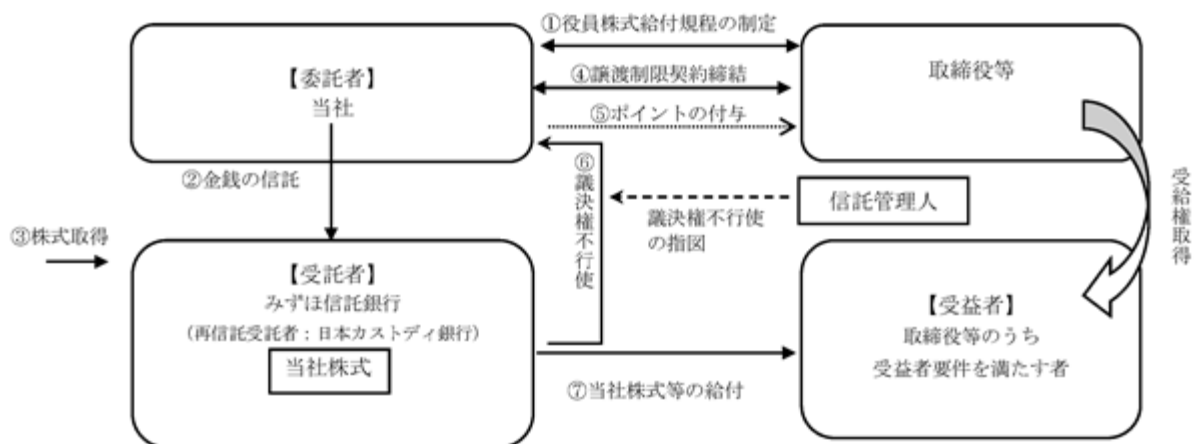 ①役員株式給付規程の制定
【委託者】
当社
④譲渡制限契約締結
取締役等
⑤ポイントの付与
②金銭の信託
⑥議決権不行使
信託管理人
議決権不行使
の指図
受給権取得
③株式取得
【受託者】
みずほ信託銀行
(再信託受託者：日本カストディ銀行)
当社株式
【受益者】
取締役等のうち
受益者要件を満たす者
⑦当社株式等の給付